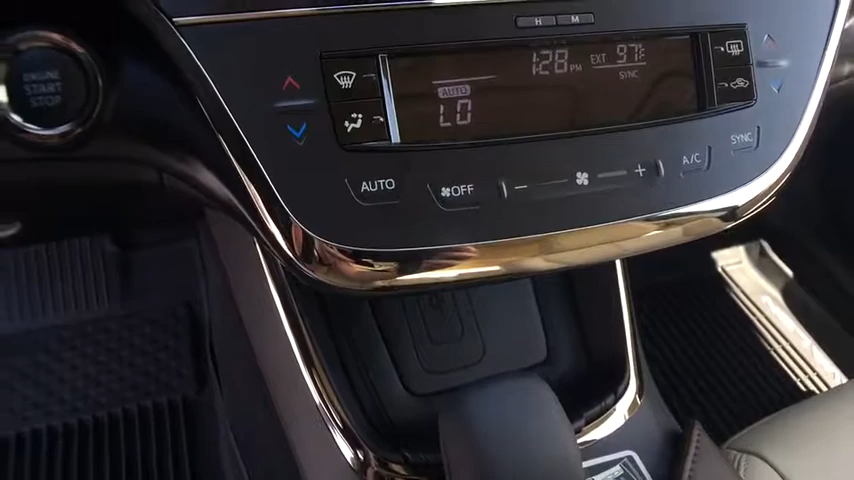 H M
ENGINE
START
STOP
1:28 PM EXT 97°F
AUTO SYNC
LO
AUTO OFF - + A/C SYNC